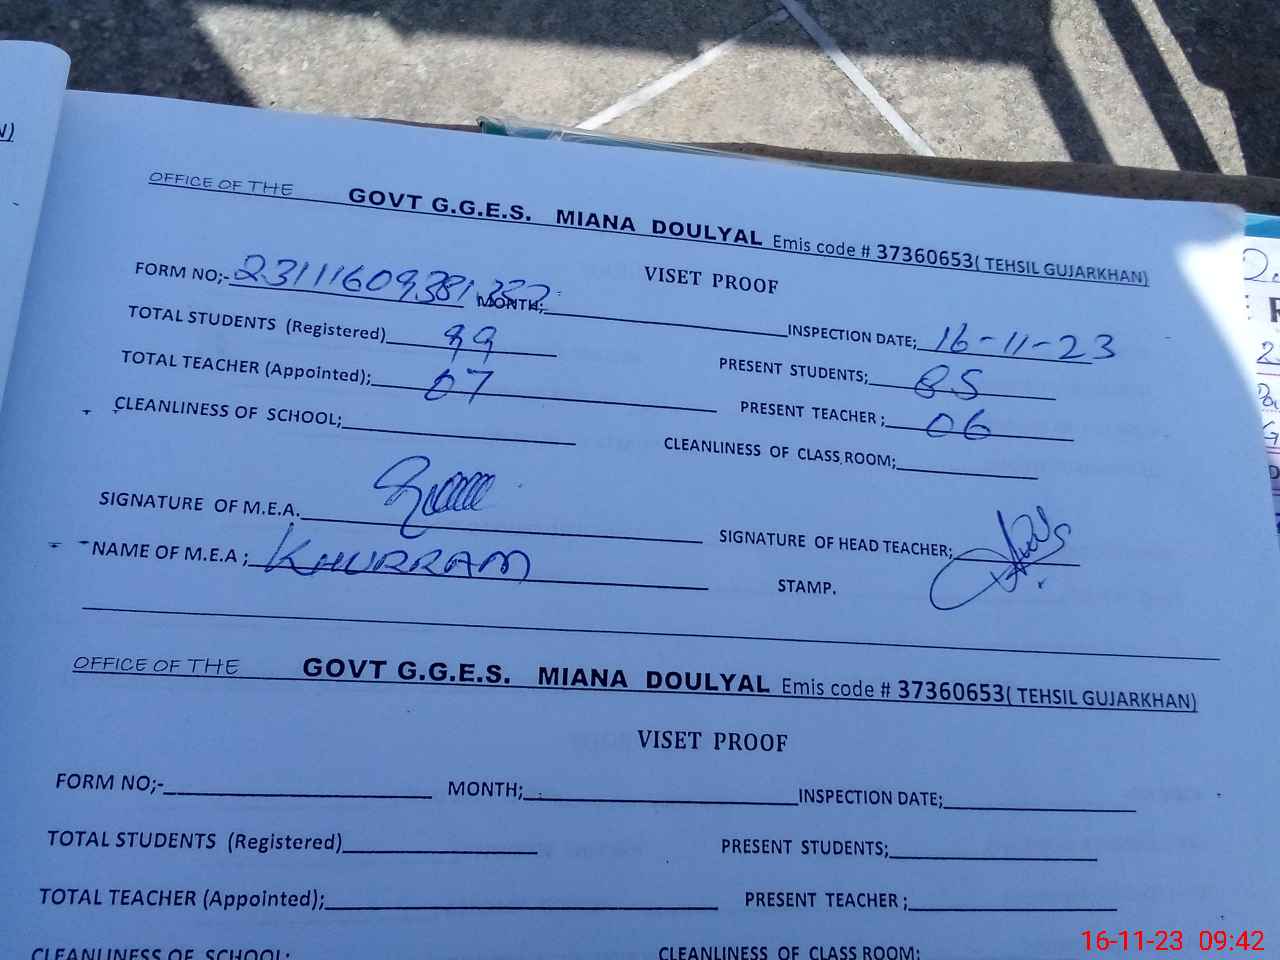 OFFICE OF THE GOVT G.G.E.S. MIANA DOULYAL Emis code # 37360653( TEHSIL GUJARKHAN)
VISET PROOF
FORM NO;- 23111609381332 MONTH; INSPECTION DATE; 16-11-23
TOTAL STUDENTS (Registered) 99 PRESENT STUDENTS; 85
TOTAL TEACHER (Appointed); 07 PRESENT TEACHER ; 06
CLEANLINESS OF SCHOOL; CLEANLINESS OF CLASS ROOM;
SIGNATURE OF M.E.A. SIGNATURE OF HEAD TEACHER;
NAME OF M.E.A ; KHURRAM STAMP.
OFFICE OF THE GOVT G.G.E.S. MIANA DOULYAL Emis code # 37360653( TEHSIL GUJARKHAN)
VISET PROOF
FORM NO;- MONTH; INSPECTION DATE;
TOTAL STUDENTS (Registered) PRESENT STUDENTS;
TOTAL TEACHER (Appointed); PRESENT TEACHER ;
CLEANLINESS OF SCHOOL; CLEANLINESS OF CLASS ROOM:
16-11-23 09:42